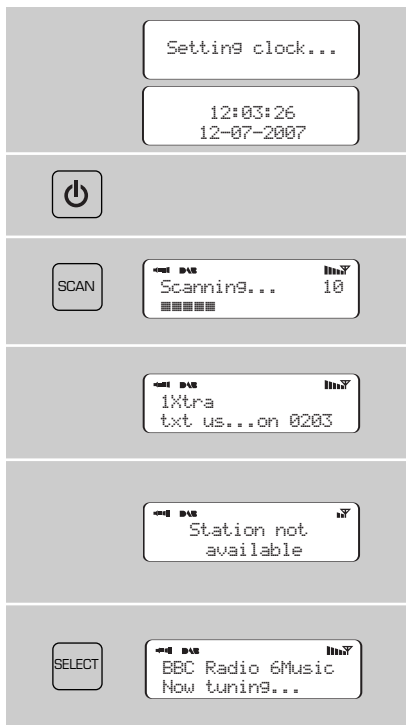 Setting clock...
12:03:26
12-07-2007
SCAN
DAB
Scanning... 10
DAB
1Xtra
txt us...on 0203
DAB
Station not
available
SELECT
DAB
BBC Radio 6Music
Now tuning...